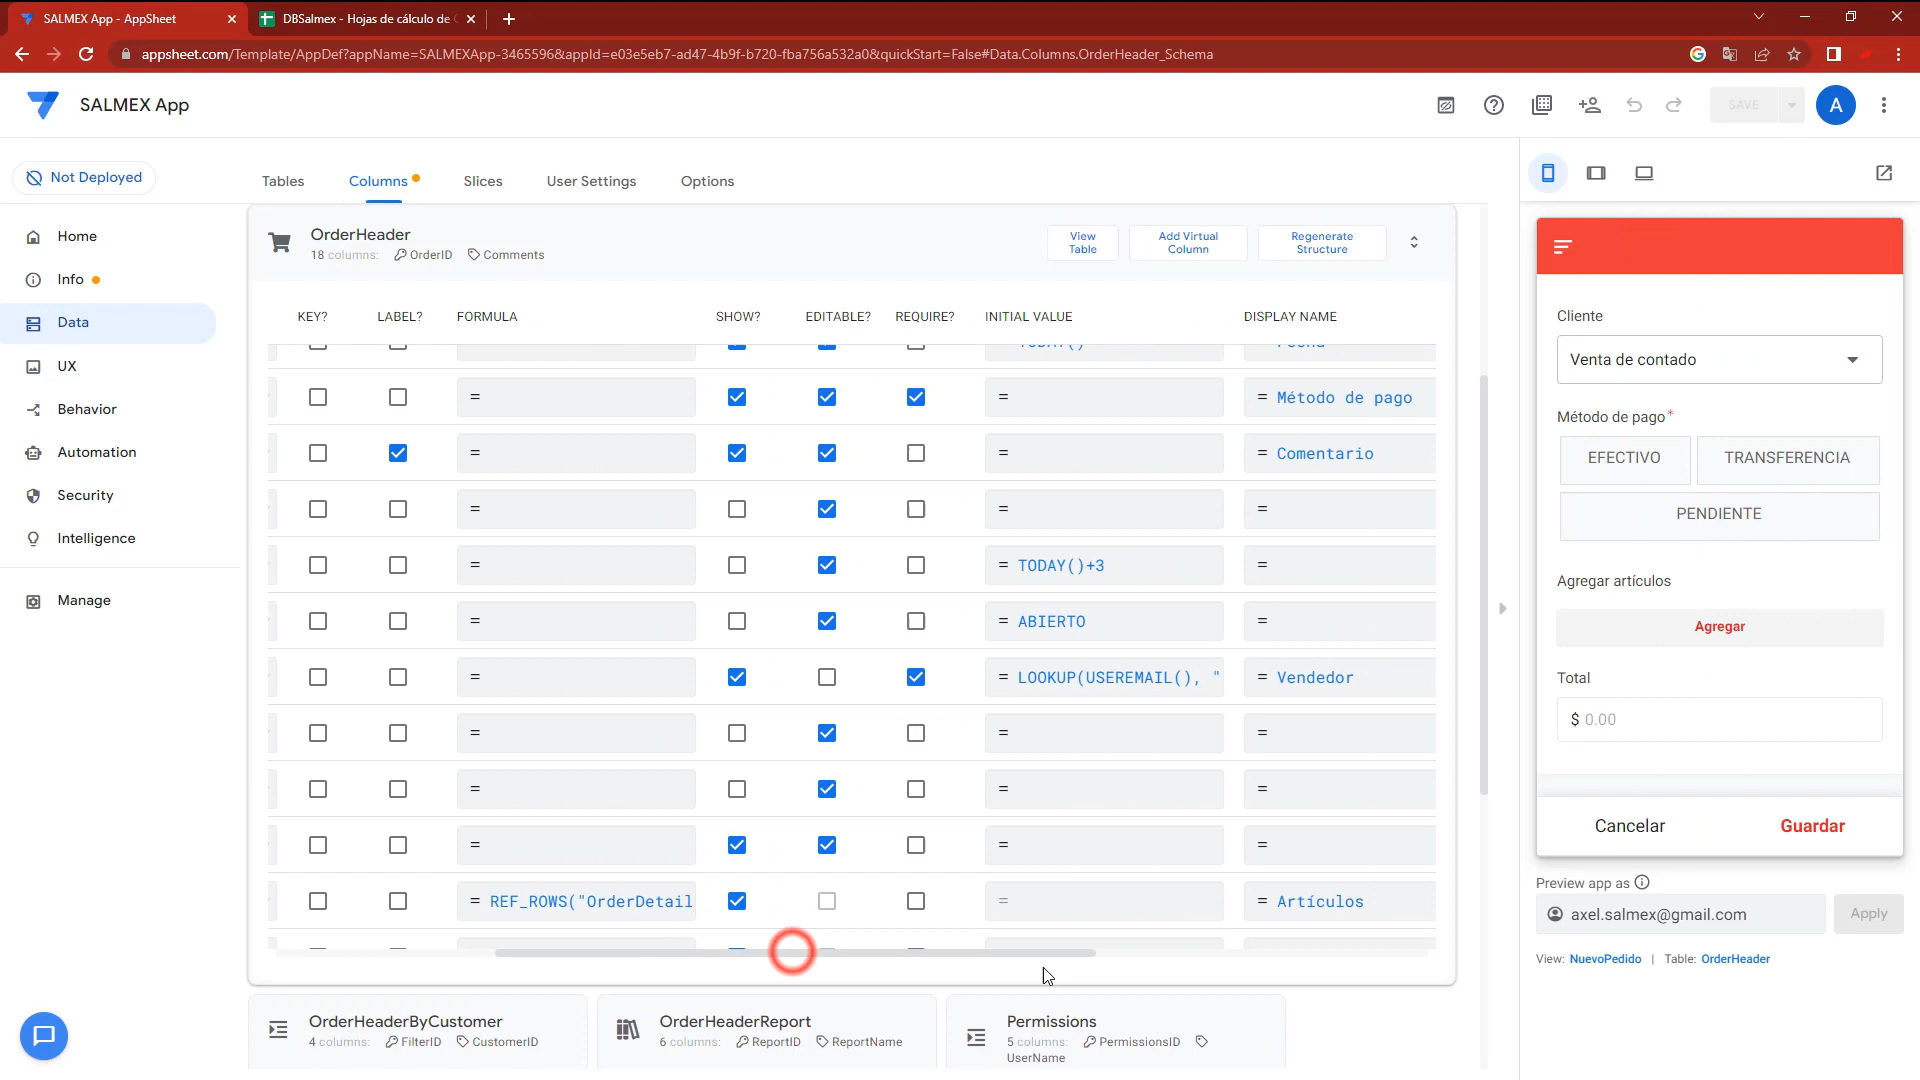 SALMEX App - AppSheet
DBSalmex - Hojas de cálculo de
appsheet.com/Template/AppDef?appName=SALMEXApp-3465596&appId=e03e5eb7-ad47-4b9f-b720-fba756a532a0&quickStart=False#Data.Columns.OrderHeader_Schema
SALMEX App
SAVE
A
Not Deployed
Tables
Columns
Slices
User Settings
Options
Home
Info
Data
UX
Behavior
Automation
Security
Intelligence
Manage
OrderHeader
18 columns: OrderID Comments
View Table
Add Virtual Column
Regenerate Structure
KEY? LABEL? FORMULA SHOW? EDITABLE? REQUIRE? INITIAL VALUE DISPLAY NAME
= = = Método de pago
= = = Comentario
= = =
= = TODAY()+3 =
= = ABIERTO =
= = LOOKUP(USEREMAIL(), " = Vendedor
= = =
= = =
= = =
= REF_ROWS("OrderDetail = = Artículos
OrderHeaderByCustomer
4 columns: FilterID CustomerID
OrderHeaderReport
6 columns: ReportID ReportName
Permissions
5 columns: PermissionsID
UserName
Cliente
Venta de contado
Método de pago*
EFECTIVO
TRANSFERENCIA
PENDIENTE
Agregar artículos
Agregar
Total
$ 0.00
Cancelar
Guardar
Preview app as
axel.salmex@gmail.com
Apply
View: NuevoPedido | Table: OrderHeader